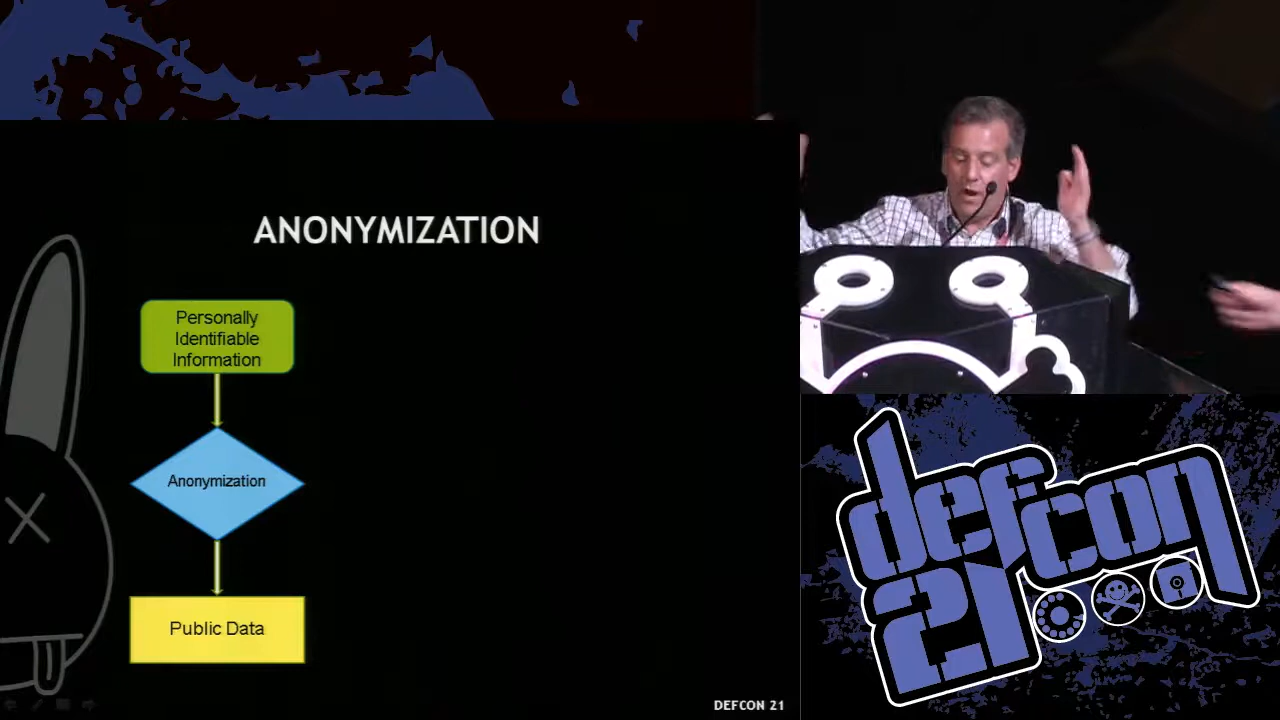 ANONYMIZATION
Personally
Identifiable
Information
Anonymization
Public Data
DEFCON 21
defcon
21